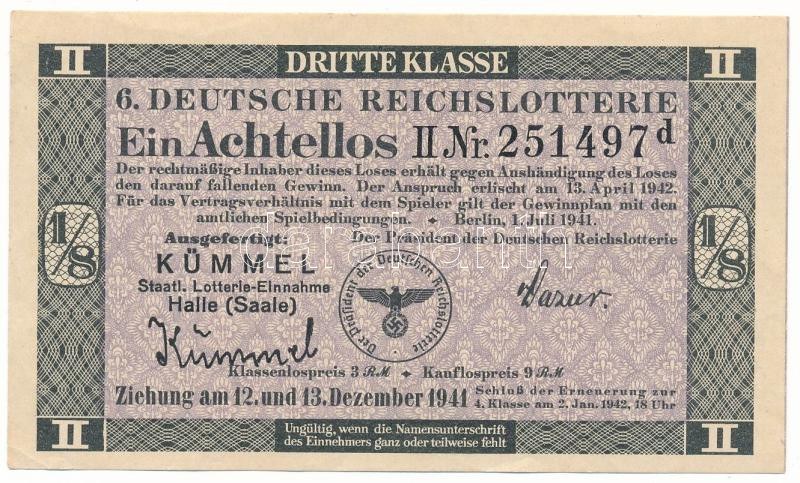 II DRITTE KLASSE II
6. DEUTSCHE REICHSLOTTERIE
Ein Achtellos II Nr. 251497 d
Der rechtmäßige Inhaber dieses Loses erhält gegen Aushändigung des Loses
den darauf fallenden Gewinn. Der Anspruch erlischt am 13. April 1942.
Für das Vertragsverhältnis mit dem Spieler gilt der Gewinnplan mit den
amtlichen Spielbedingungen. Berlin, 1. Juli 1941.
Ausgefertigt: Der Präsident der Deutschen Reichslotterie
1/8 1/8
KÜMMEL
Staatl. Lotterie-Einnahme
Halle (Saale)
Der Präsident der Deutschen Reichslotterie
Kümmel
Klassenlospreis 3 RM Kauflospreis 9 RM
Ziehung am 12. und 13. Dezember 1941
Schluß der Erneuerung zur
4. Klasse am 2. Jan. 1942, 18 Uhr
II II
Ungültig, wenn die Namensunterschrift
des Einnehmers ganz oder teilweise fehlt
darabanth